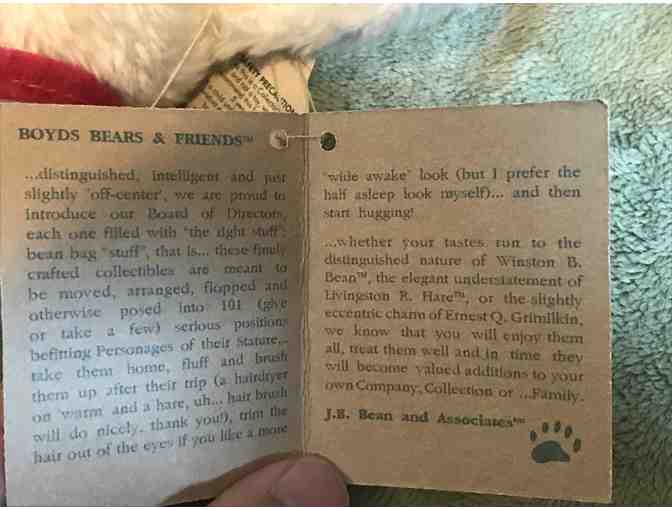 BOYDS BEARS & FRIENDS™
...distinguished, intelligent and just
slightly "off-center", we are proud to
introduce our Board of Directors,
each one filled with "the right stuff":
bean bag "stuff", that is... these finely
crafted collectibles are meant to
be moved, arranged, flopped and
otherwise posed into 101 (give
or take a few) serious positions
befitting Personages of their Stature...
take them home, fluff and brush
them up after their trip (a hairdryer
on "warm" and a hare, uh... hair brush
will do nicely, thank you!), trim the
hair out of the eyes if you like a more
"wide awake" look (but I prefer the
half asleep look myself)... and then
start hugging!
...whether your tastes run to the
distinguished nature of Winston B.
Bean™, the elegant understatement of
Livingston R. Hare™, or the slightly
eccentric charm of Ernest Q. Grimilkin,
we know that you will enjoy them
all, treat them well and in time they
will become valued additions to your
own Company, Collection or ...Family.
J.B. Bean and Associates™